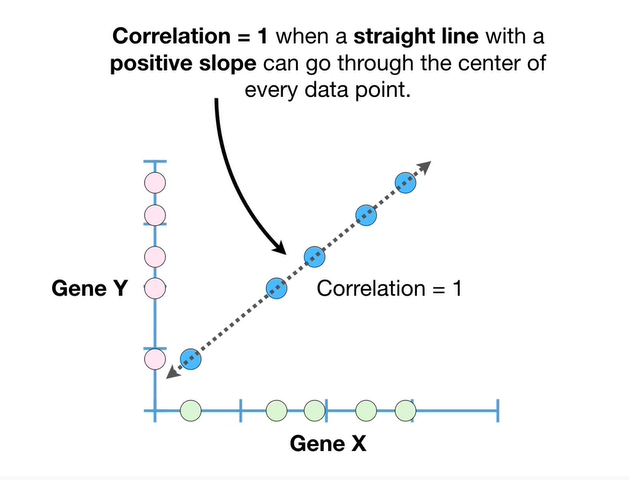 Correlation = 1 when a straight line with a
positive slope can go through the center of
every data point.
Gene Y
Correlation = 1
Gene X